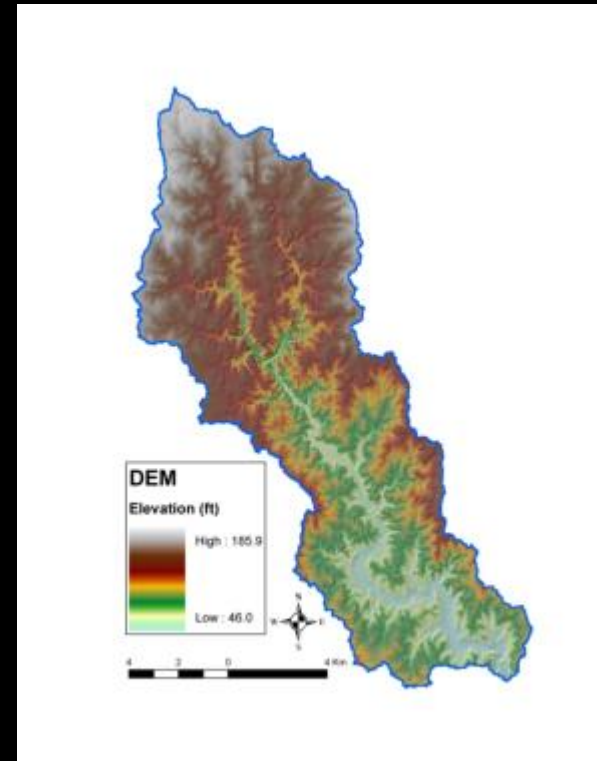 DEM
Elevation (ft)
High : 185.9
Low : 46.0
N
W E
S
4 2 0 4 Km